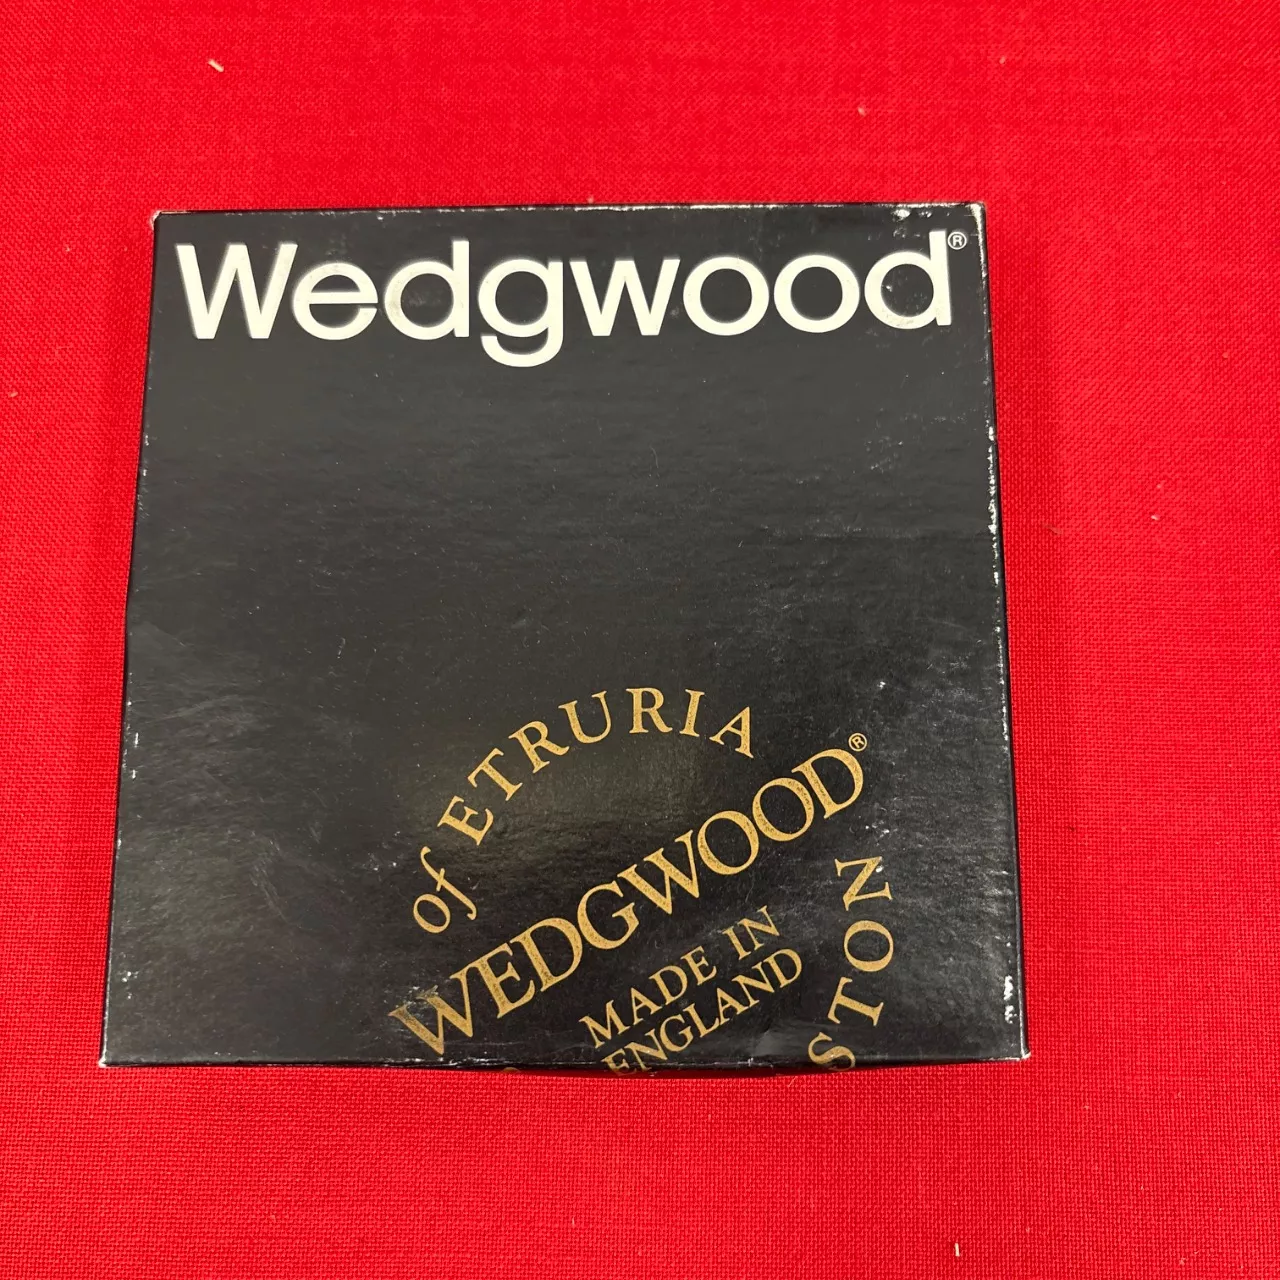 Wedgwood®
of ETRURIA
WEDGWOOD®
MADE IN
ENGLAND
STON